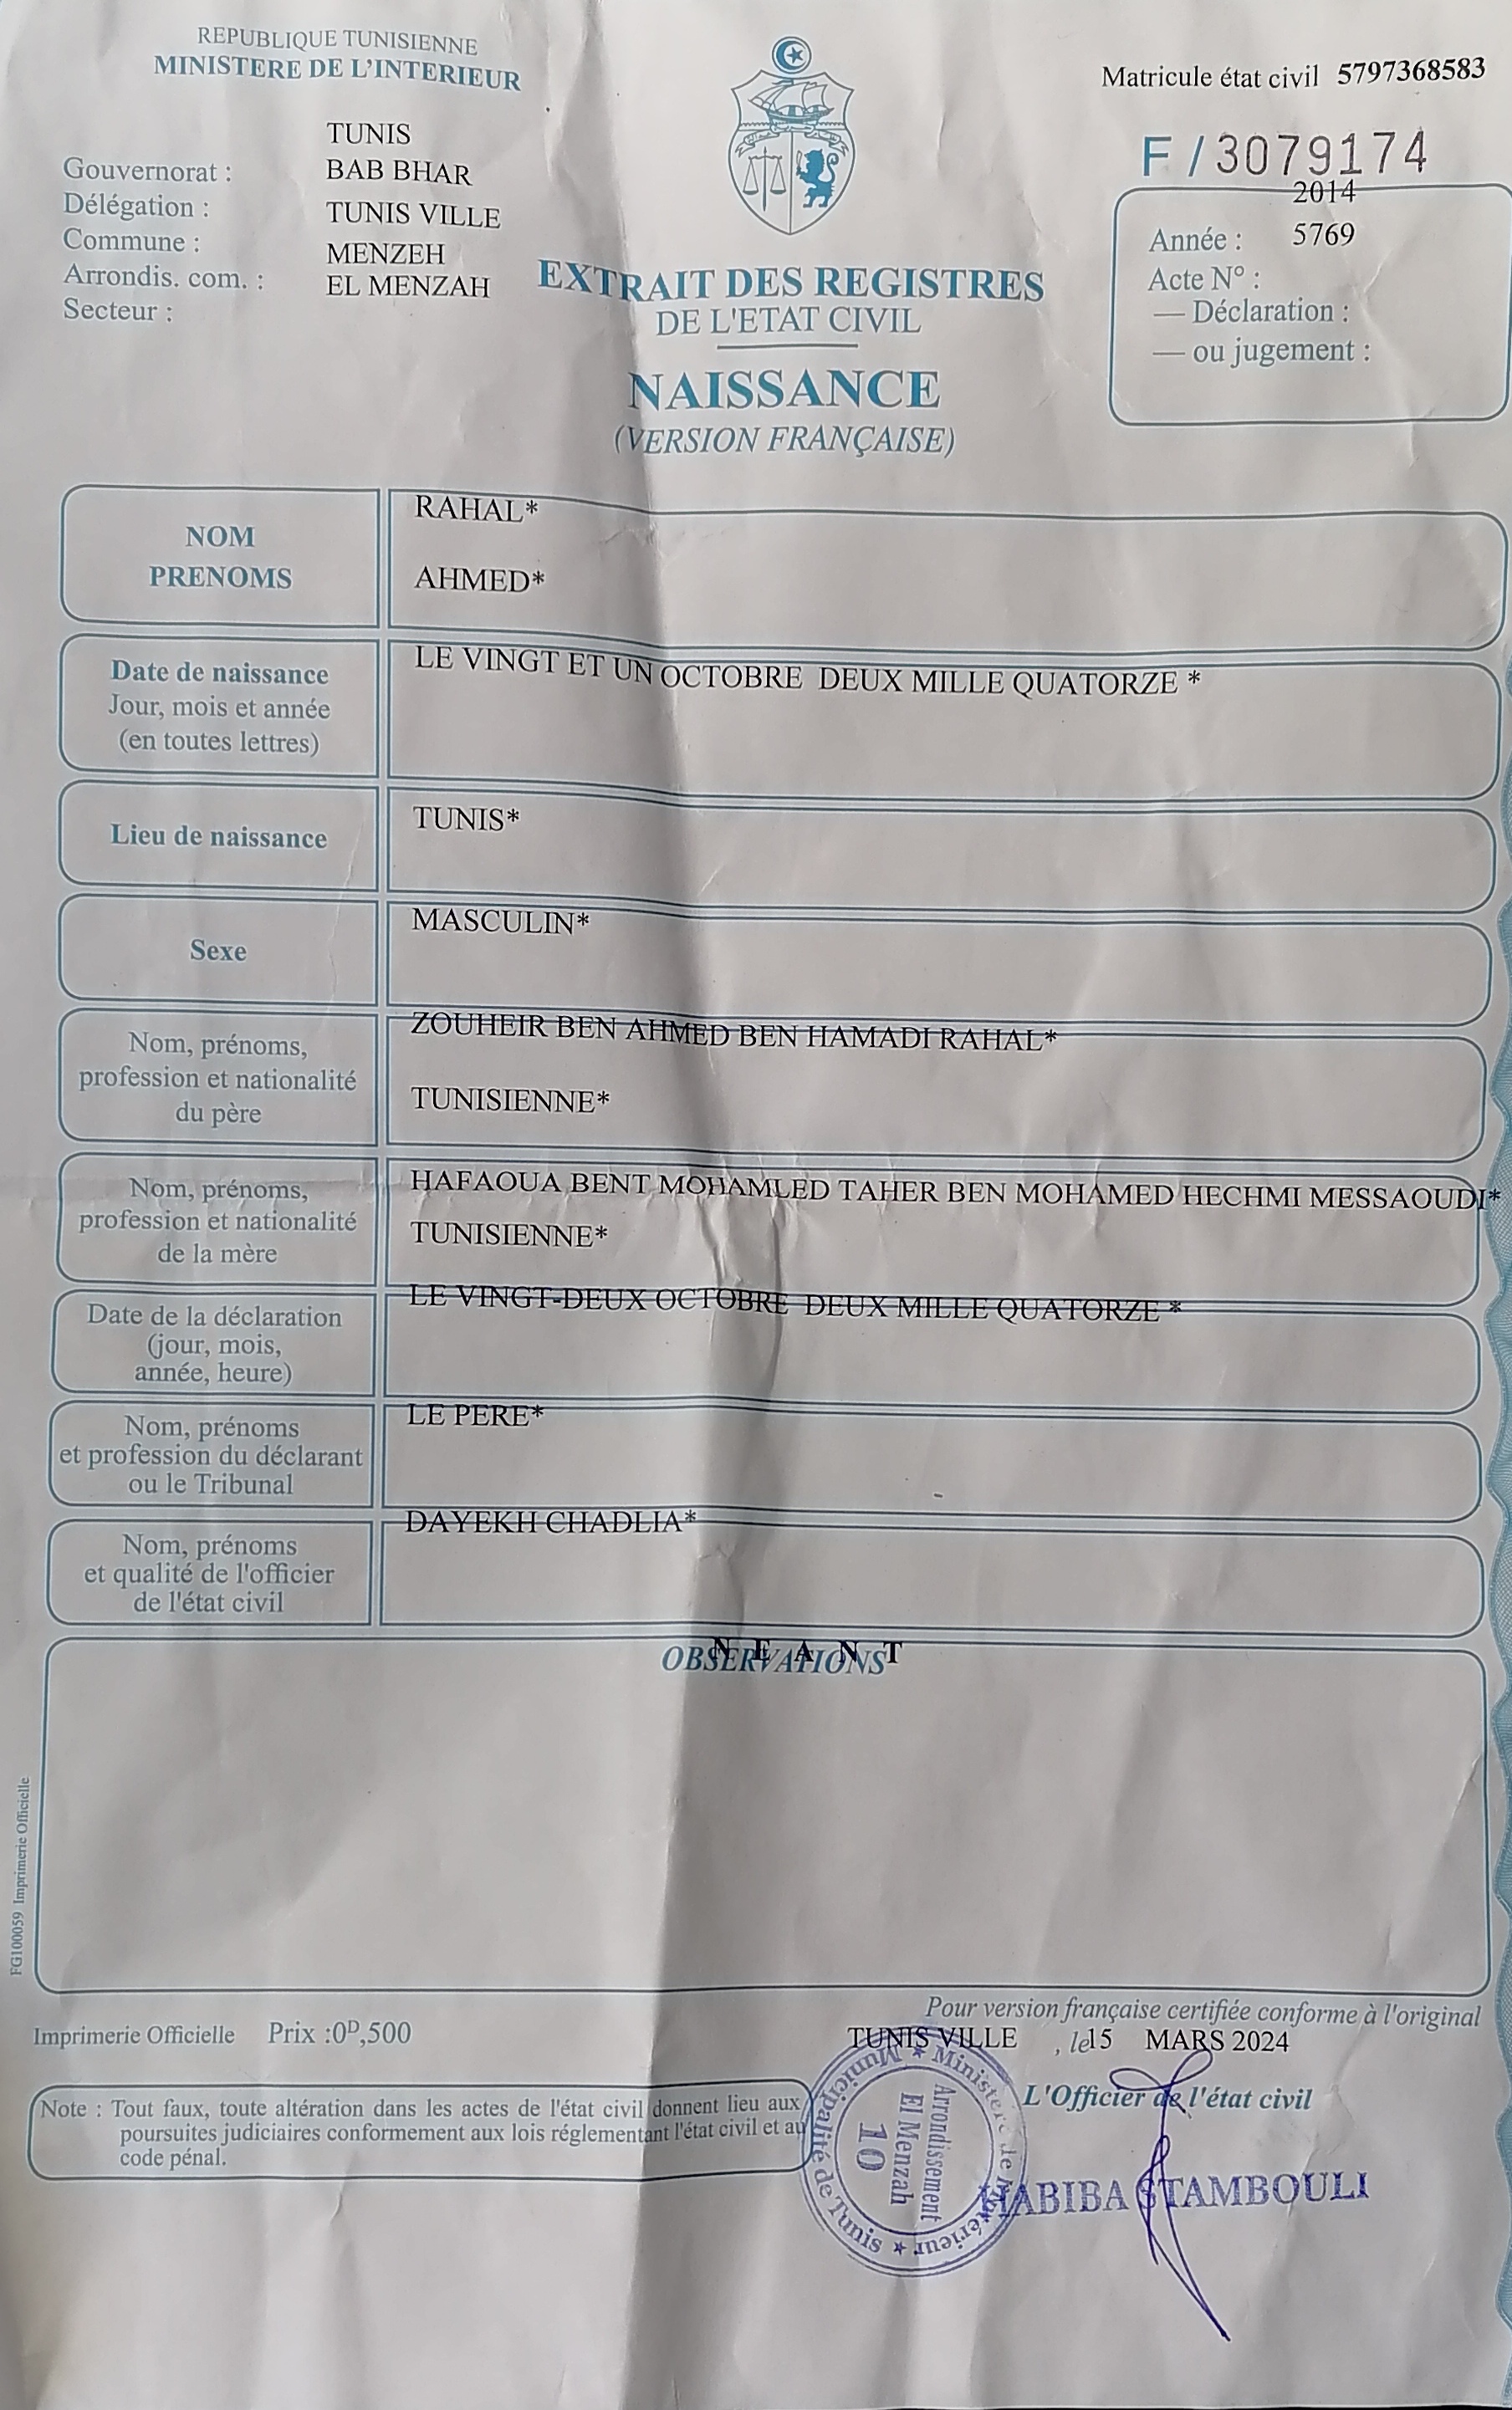 REPUBLIQUE TUNISIENNE
MINISTERE DE L'INTERIEUR
Matricule état civil 5797368583
F / 3079174
TUNIS
Gouvernorat : BAB BHAR
Délégation : TUNIS VILLE
Commune : MENZEH
Arrondis. com. : EL MENZAH
Secteur :
2014
Année : 5769
Acte N° :
— Déclaration :
— ou jugement :
EXTRAIT DES REGISTRES
DE L'ETAT CIVIL
NAISSANCE
(VERSION FRANÇAISE)
NOM
PRENOMS
RAHAL*
AHMED*
Date de naissance
Jour, mois et année
(en toutes lettres)
LE VINGT ET UN OCTOBRE DEUX MILLE QUATORZE *
Lieu de naissance
TUNIS*
Sexe
MASCULIN*
Nom, prénoms,
profession et nationalité
du père
ZOUHEIR BEN AHMED BEN HAMADI RAHAL*
TUNISIENNE*
Nom, prénoms,
profession et nationalité
de la mère
HAFAOUA BENT MOHAMLED TAHER BEN MOHAMED HECHMI MESSAOUDI*
TUNISIENNE*
Date de la déclaration
(jour, mois,
année, heure)
LE VINGT-DEUX OCTOBRE DEUX MILLE QUATORZE *
Nom, prénoms
et profession du déclarant
ou le Tribunal
LE PERE*
Nom, prénoms
et qualité de l'officier
de l'état civil
DAYEKH CHADLIA*
OBSERVATIONS
N E A N T
FG100059 Imprimerie Officielle
Imprimerie Officielle Prix :0D,500
Pour version française certifiée conforme à l'original
TUNIS VILLE , le15 MARS 2024
L'Officier de l'état civil
Note : Tout faux, toute altération dans les actes de l'état civil donnent lieu aux
poursuites judiciaires conformement aux lois réglementant l'état civil et au
code pénal.
Ministère de l'Intérieur * Municipalité de Tunis *
Arrondissement
El Menzah
10
HABIBA STAMBOULI